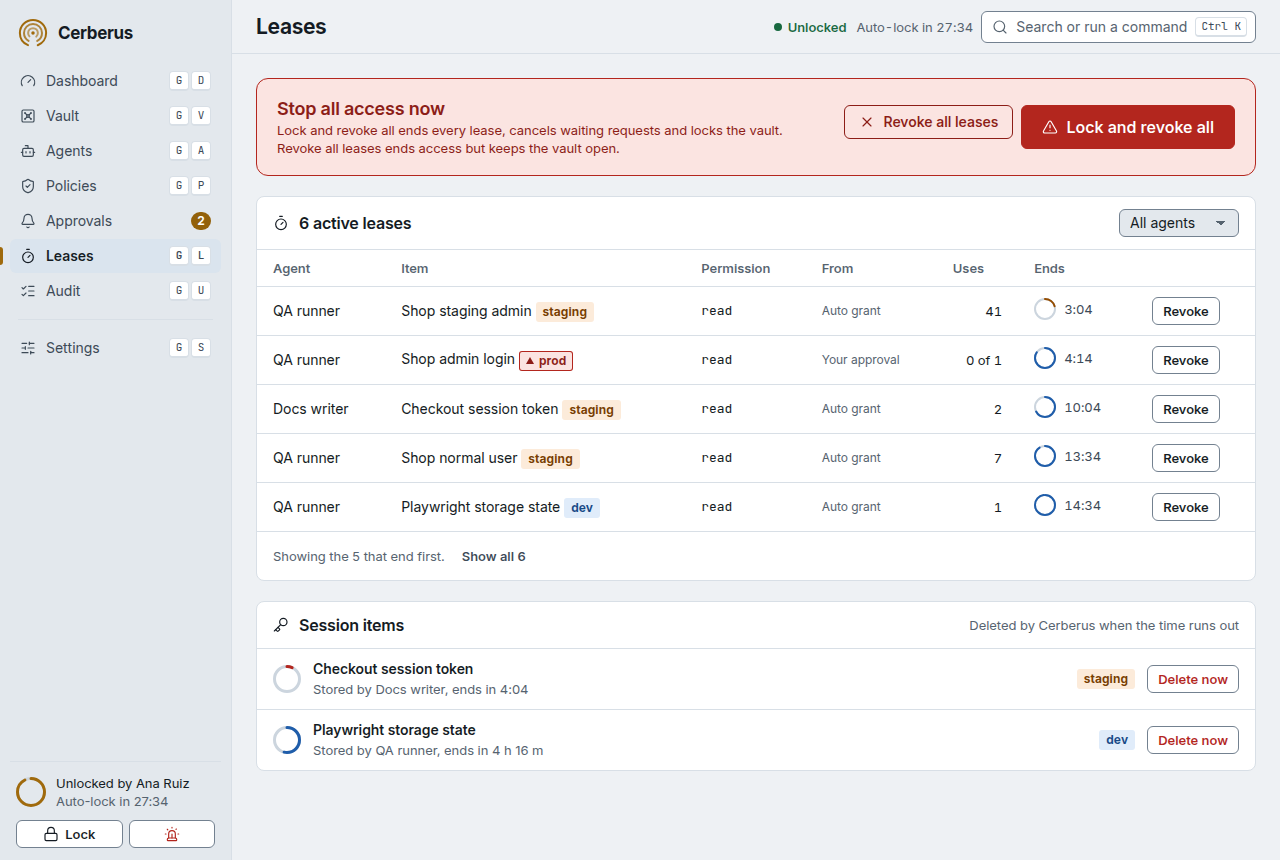 Cerberus
Dashboard G D
Vault G V
Agents G A
Policies G P
Approvals 2
Leases G L
Audit G U
Settings G S
Unlocked by Ana Ruiz
Auto-lock in 27:34
Lock
Leases
Unlocked Auto-lock in 27:34 Search or run a command Ctrl K
Stop all access now
Lock and revoke all ends every lease, cancels waiting requests and locks the vault.
Revoke all leases ends access but keeps the vault open.
Revoke all leases
Lock and revoke all
6 active leases All agents
Agent Item Permission From Uses Ends
QA runner Shop staging admin staging read Auto grant 41 3:04 Revoke
QA runner Shop admin login prod read Your approval 0 of 1 4:14 Revoke
Docs writer Checkout session token staging read Auto grant 2 10:04 Revoke
QA runner Shop normal user staging read Auto grant 7 13:34 Revoke
QA runner Playwright storage state dev read Auto grant 1 14:34 Revoke
Showing the 5 that end first. Show all 6
Session items Deleted by Cerberus when the time runs out
Checkout session token
Stored by Docs writer, ends in 4:04
staging Delete now
Playwright storage state
Stored by QA runner, ends in 4 h 16 m
dev Delete now